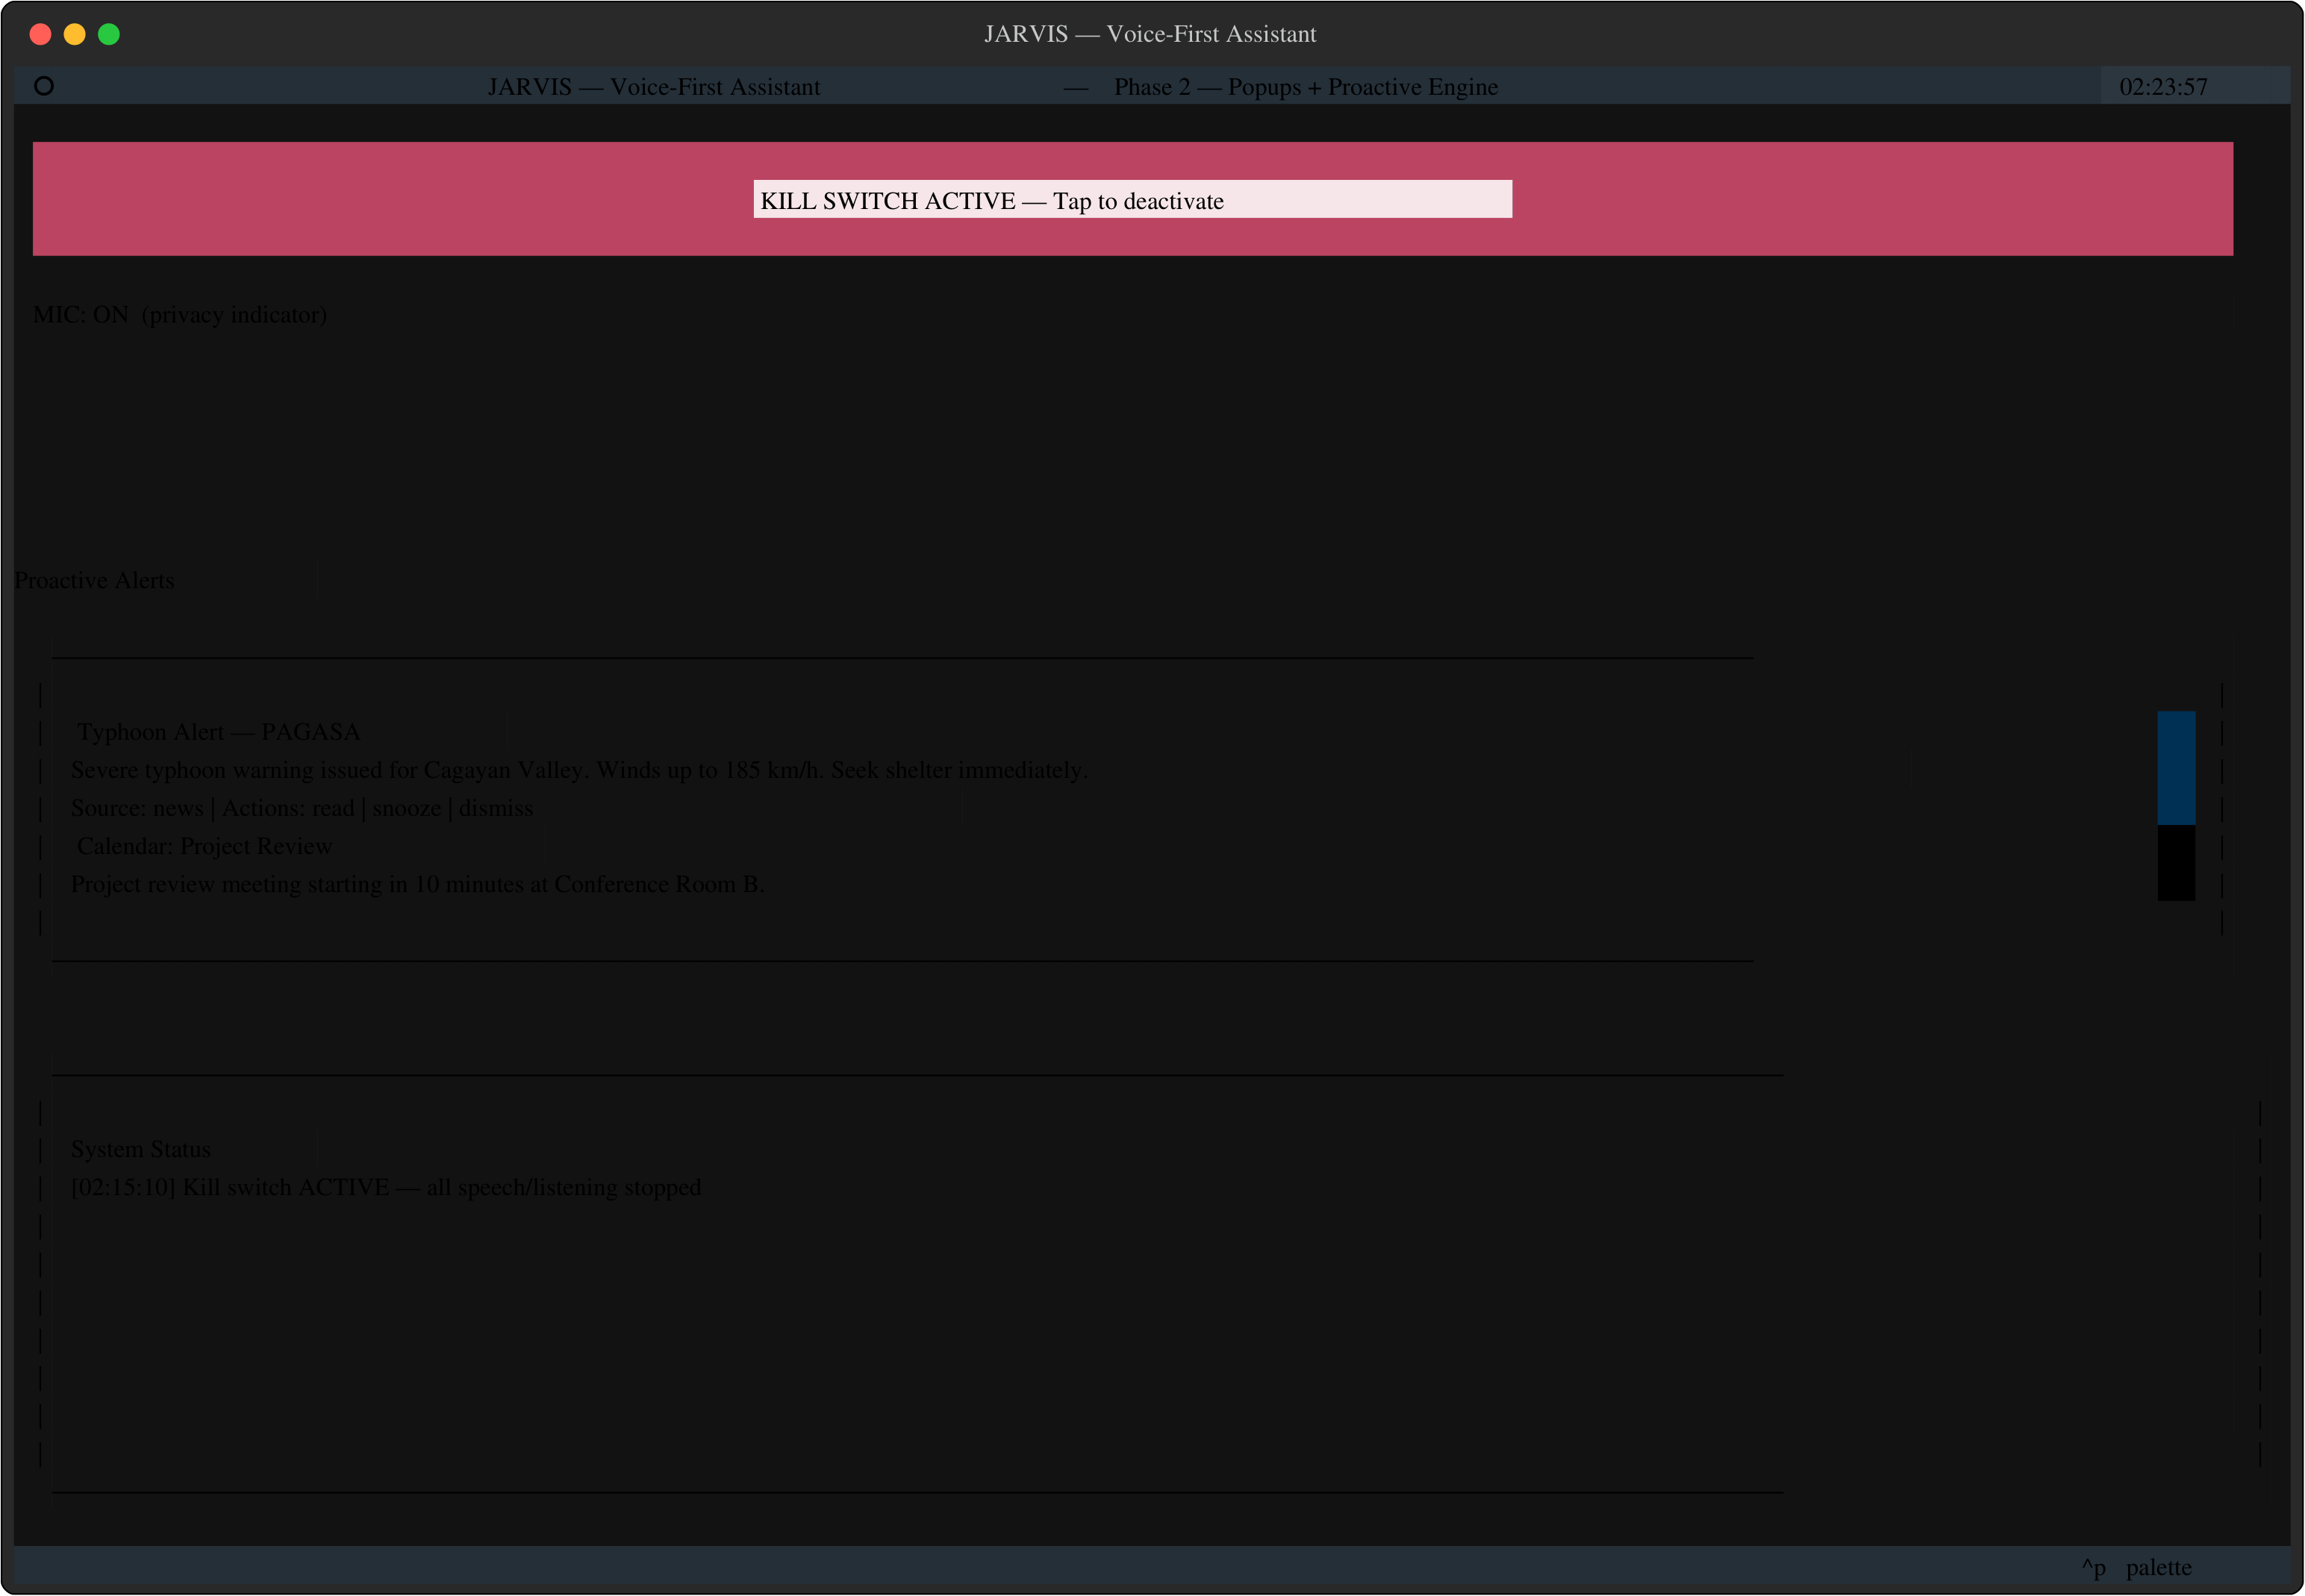 JARVIS — Voice-First Assistant
JARVIS — Voice-First Assistant — Phase 2 — Popups + Proactive Engine 02:23:57
KILL SWITCH ACTIVE — Tap to deactivate
MIC: ON (privacy indicator)
Proactive Alerts
Typhoon Alert — PAGASA
Severe typhoon warning issued for Cagayan Valley. Winds up to 185 km/h. Seek shelter immediately.
Source: news | Actions: read | snooze | dismiss
Calendar: Project Review
Project review meeting starting in 10 minutes at Conference Room B.
System Status
[02:15:10] Kill switch ACTIVE — all speech/listening stopped
^p palette